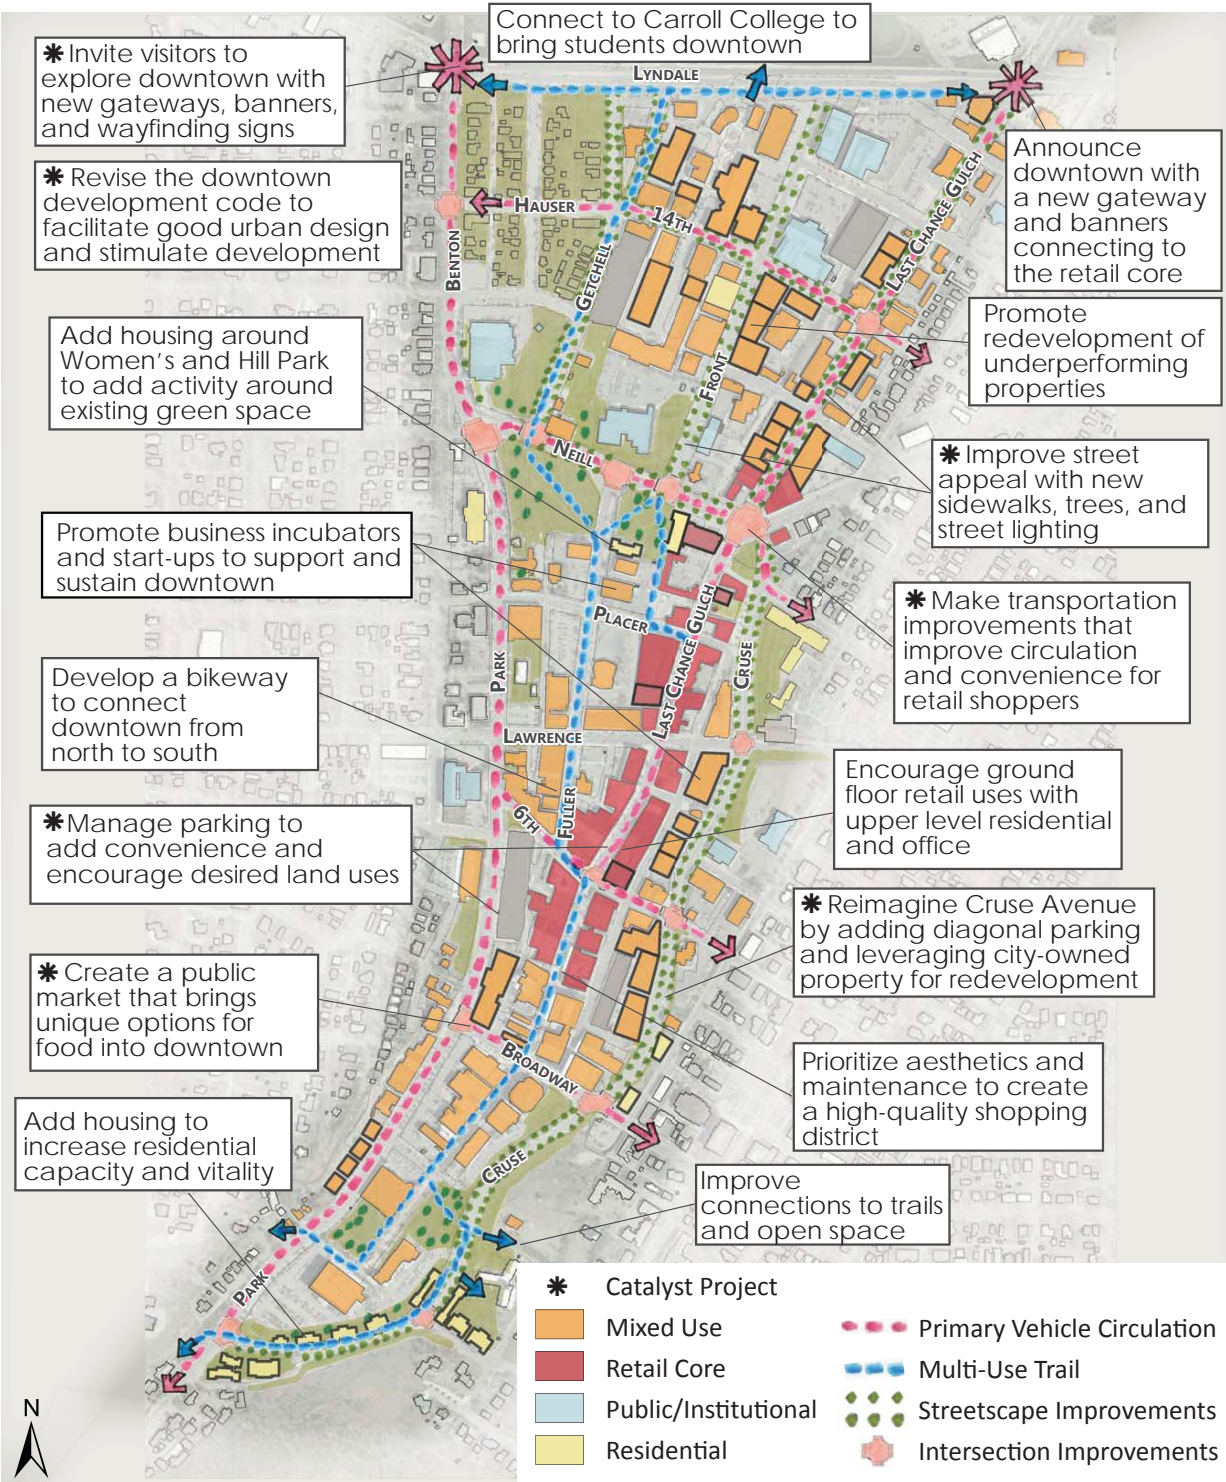 Connect to Carroll College to
bring students downtown
✱ Invite visitors to
explore downtown with
new gateways, banners,
and wayfinding signs
LYNDALE
Announce
downtown with
a new gateway
and banners
connecting to
the retail core
✱ Revise the downtown
development code to
facilitate good urban design
and stimulate development
HAUSER
14TH
LAST CHANCE GULCH
BENTON
GETCHELL
Add housing around
Women's and Hill Park
to add activity around
existing green space
Promote
redevelopment of
underperforming
properties
FRONT
NEILL
✱ Improve street
appeal with new
sidewalks, trees, and
street lighting
Promote business incubators
and start-ups to support and
sustain downtown
✱ Make transportation
improvements that
improve circulation
and convenience for
retail shoppers
PLACER
LAST CHANCE GULCH
CRUSE
PARK
Develop a bikeway
to connect
downtown from
north to south
LAWRENCE
Encourage ground
floor retail uses with
upper level residential
and office
6TH
FULLER
✱ Manage parking to
add convenience and
encourage desired land uses
✱ Reimagine Cruse Avenue
by adding diagonal parking
and leveraging city-owned
property for redevelopment
✱ Create a public
market that brings
unique options for
food into downtown
BROADWAY
Prioritize aesthetics and
maintenance to create
a high-quality shopping
district
Add housing to
increase residential
capacity and vitality
CRUSE
Improve
connections to trails
and open space
PARK
N
✱ Catalyst Project
Mixed Use
Retail Core
Public/Institutional
Residential
Primary Vehicle Circulation
Multi-Use Trail
Streetscape Improvements
Intersection Improvements